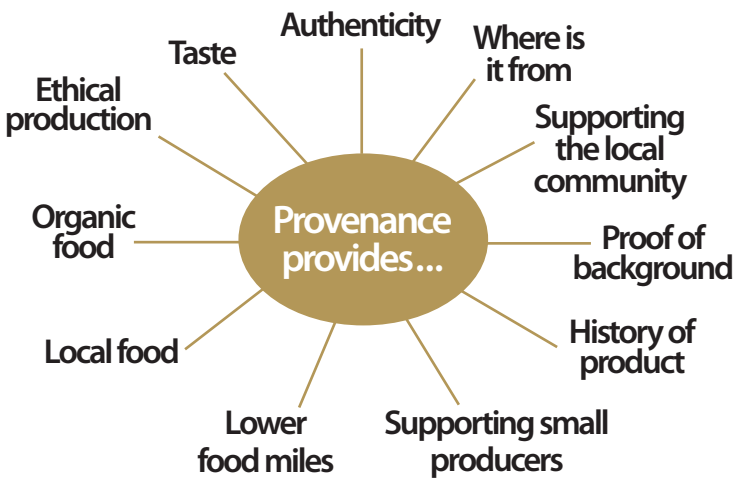 Authenticity
Where is
it from
Supporting
the local
community
Proof of
background
History of
product
Supporting small
producers
Lower
food miles
Local food
Organic
food
Ethical
production
Taste
Provenance
provides...